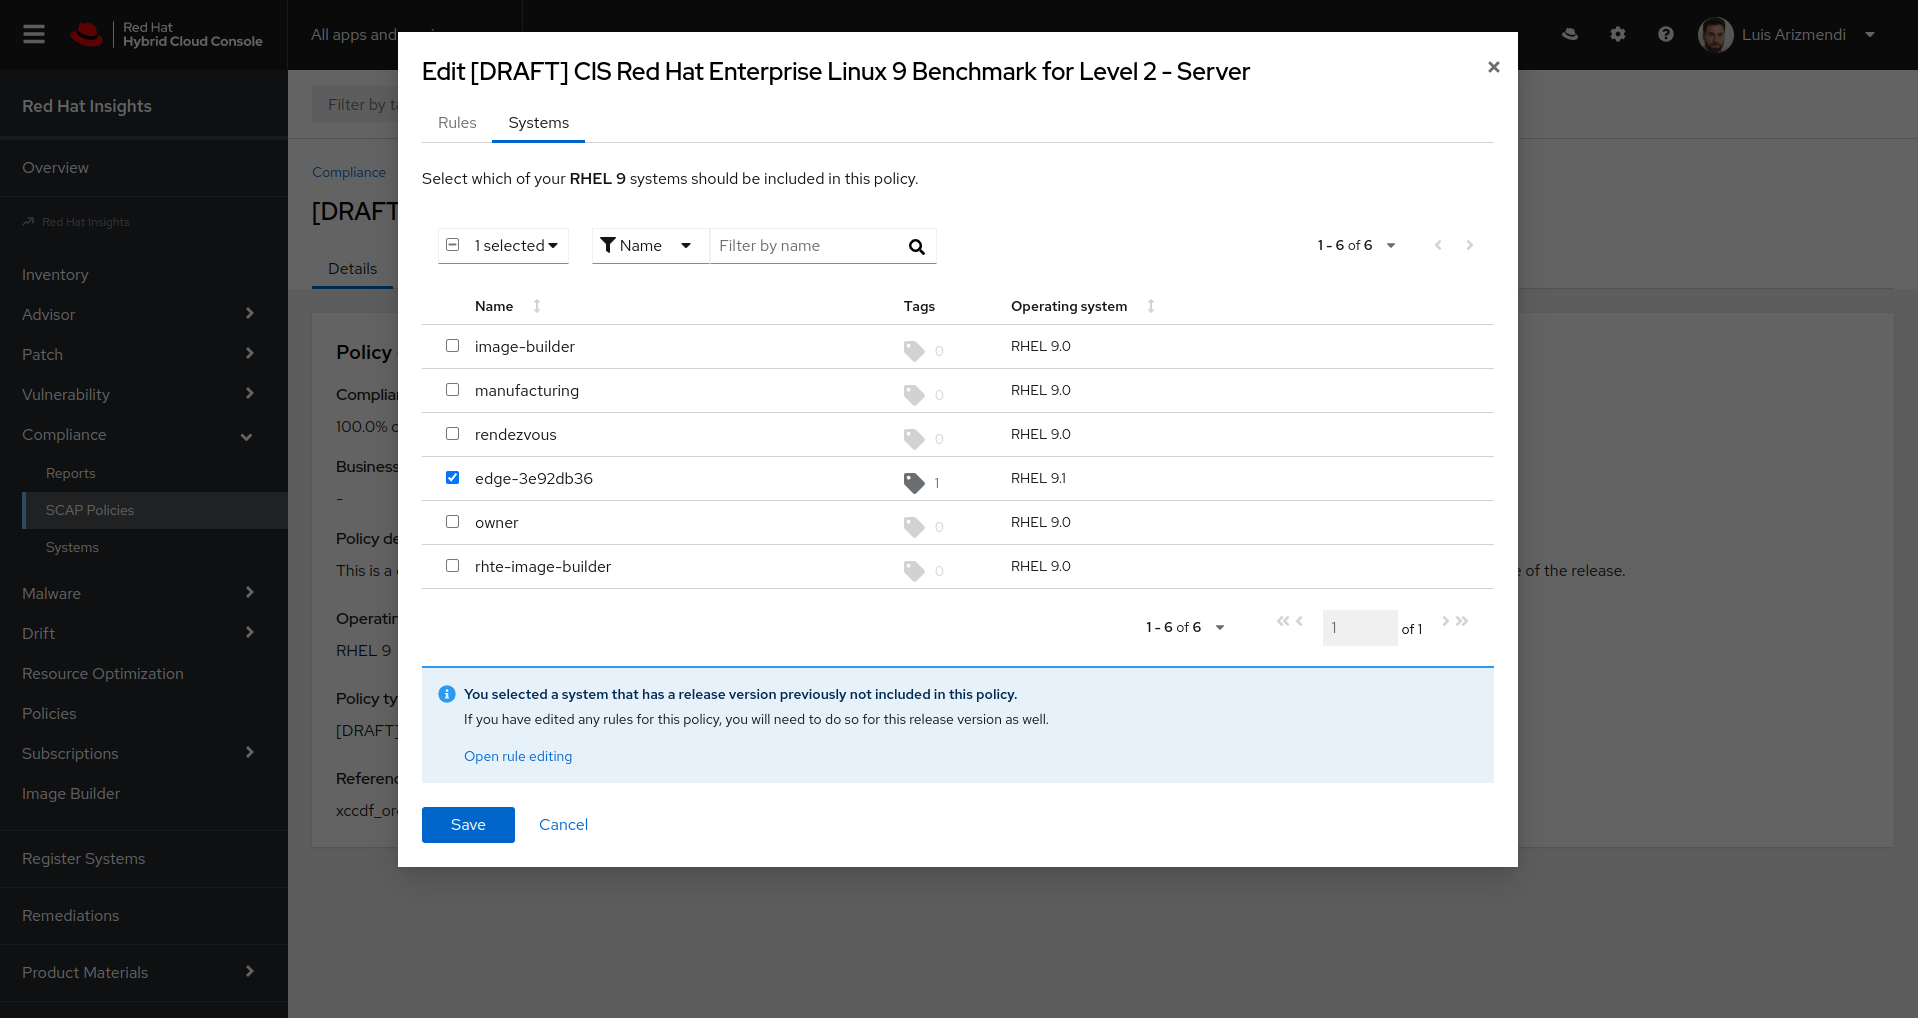 Red Hat
Hybrid Cloud Console
All apps and
Luis Arizmendi
Red Hat Insights
Overview
Red Hat Insights
Inventory
Advisor
Patch
Vulnerability
Compliance
Reports
SCAP Policies
Systems
Malware
Drift
Resource Optimization
Policies
Subscriptions
Image Builder
Register Systems
Remediations
Product Materials
Filter by
Compliance
[DRAFT
Details
Policy
Complian
100.0%
Business
-
Policy de
This is a
Operatin
RHEL 9
Policy ty
[DRAFT]
Referenc
xccdf_or
of the release.
Edit [DRAFT] CIS Red Hat Enterprise Linux 9 Benchmark for Level 2 - Server
Rules Systems
Select which of your RHEL 9 systems should be included in this policy.
1 selected Name Filter by name 1 - 6 of 6
Name Tags Operating system
image-builder 0 RHEL 9.0
manufacturing 0 RHEL 9.0
rendezvous 0 RHEL 9.0
edge-3e92db36 1 RHEL 9.1
owner 0 RHEL 9.0
rhte-image-builder 0 RHEL 9.0
1 - 6 of 6 1 of 1
You selected a system that has a release version previously not included in this policy.
If you have edited any rules for this policy, you will need to do so for this release version as well.
Open rule editing
Save Cancel